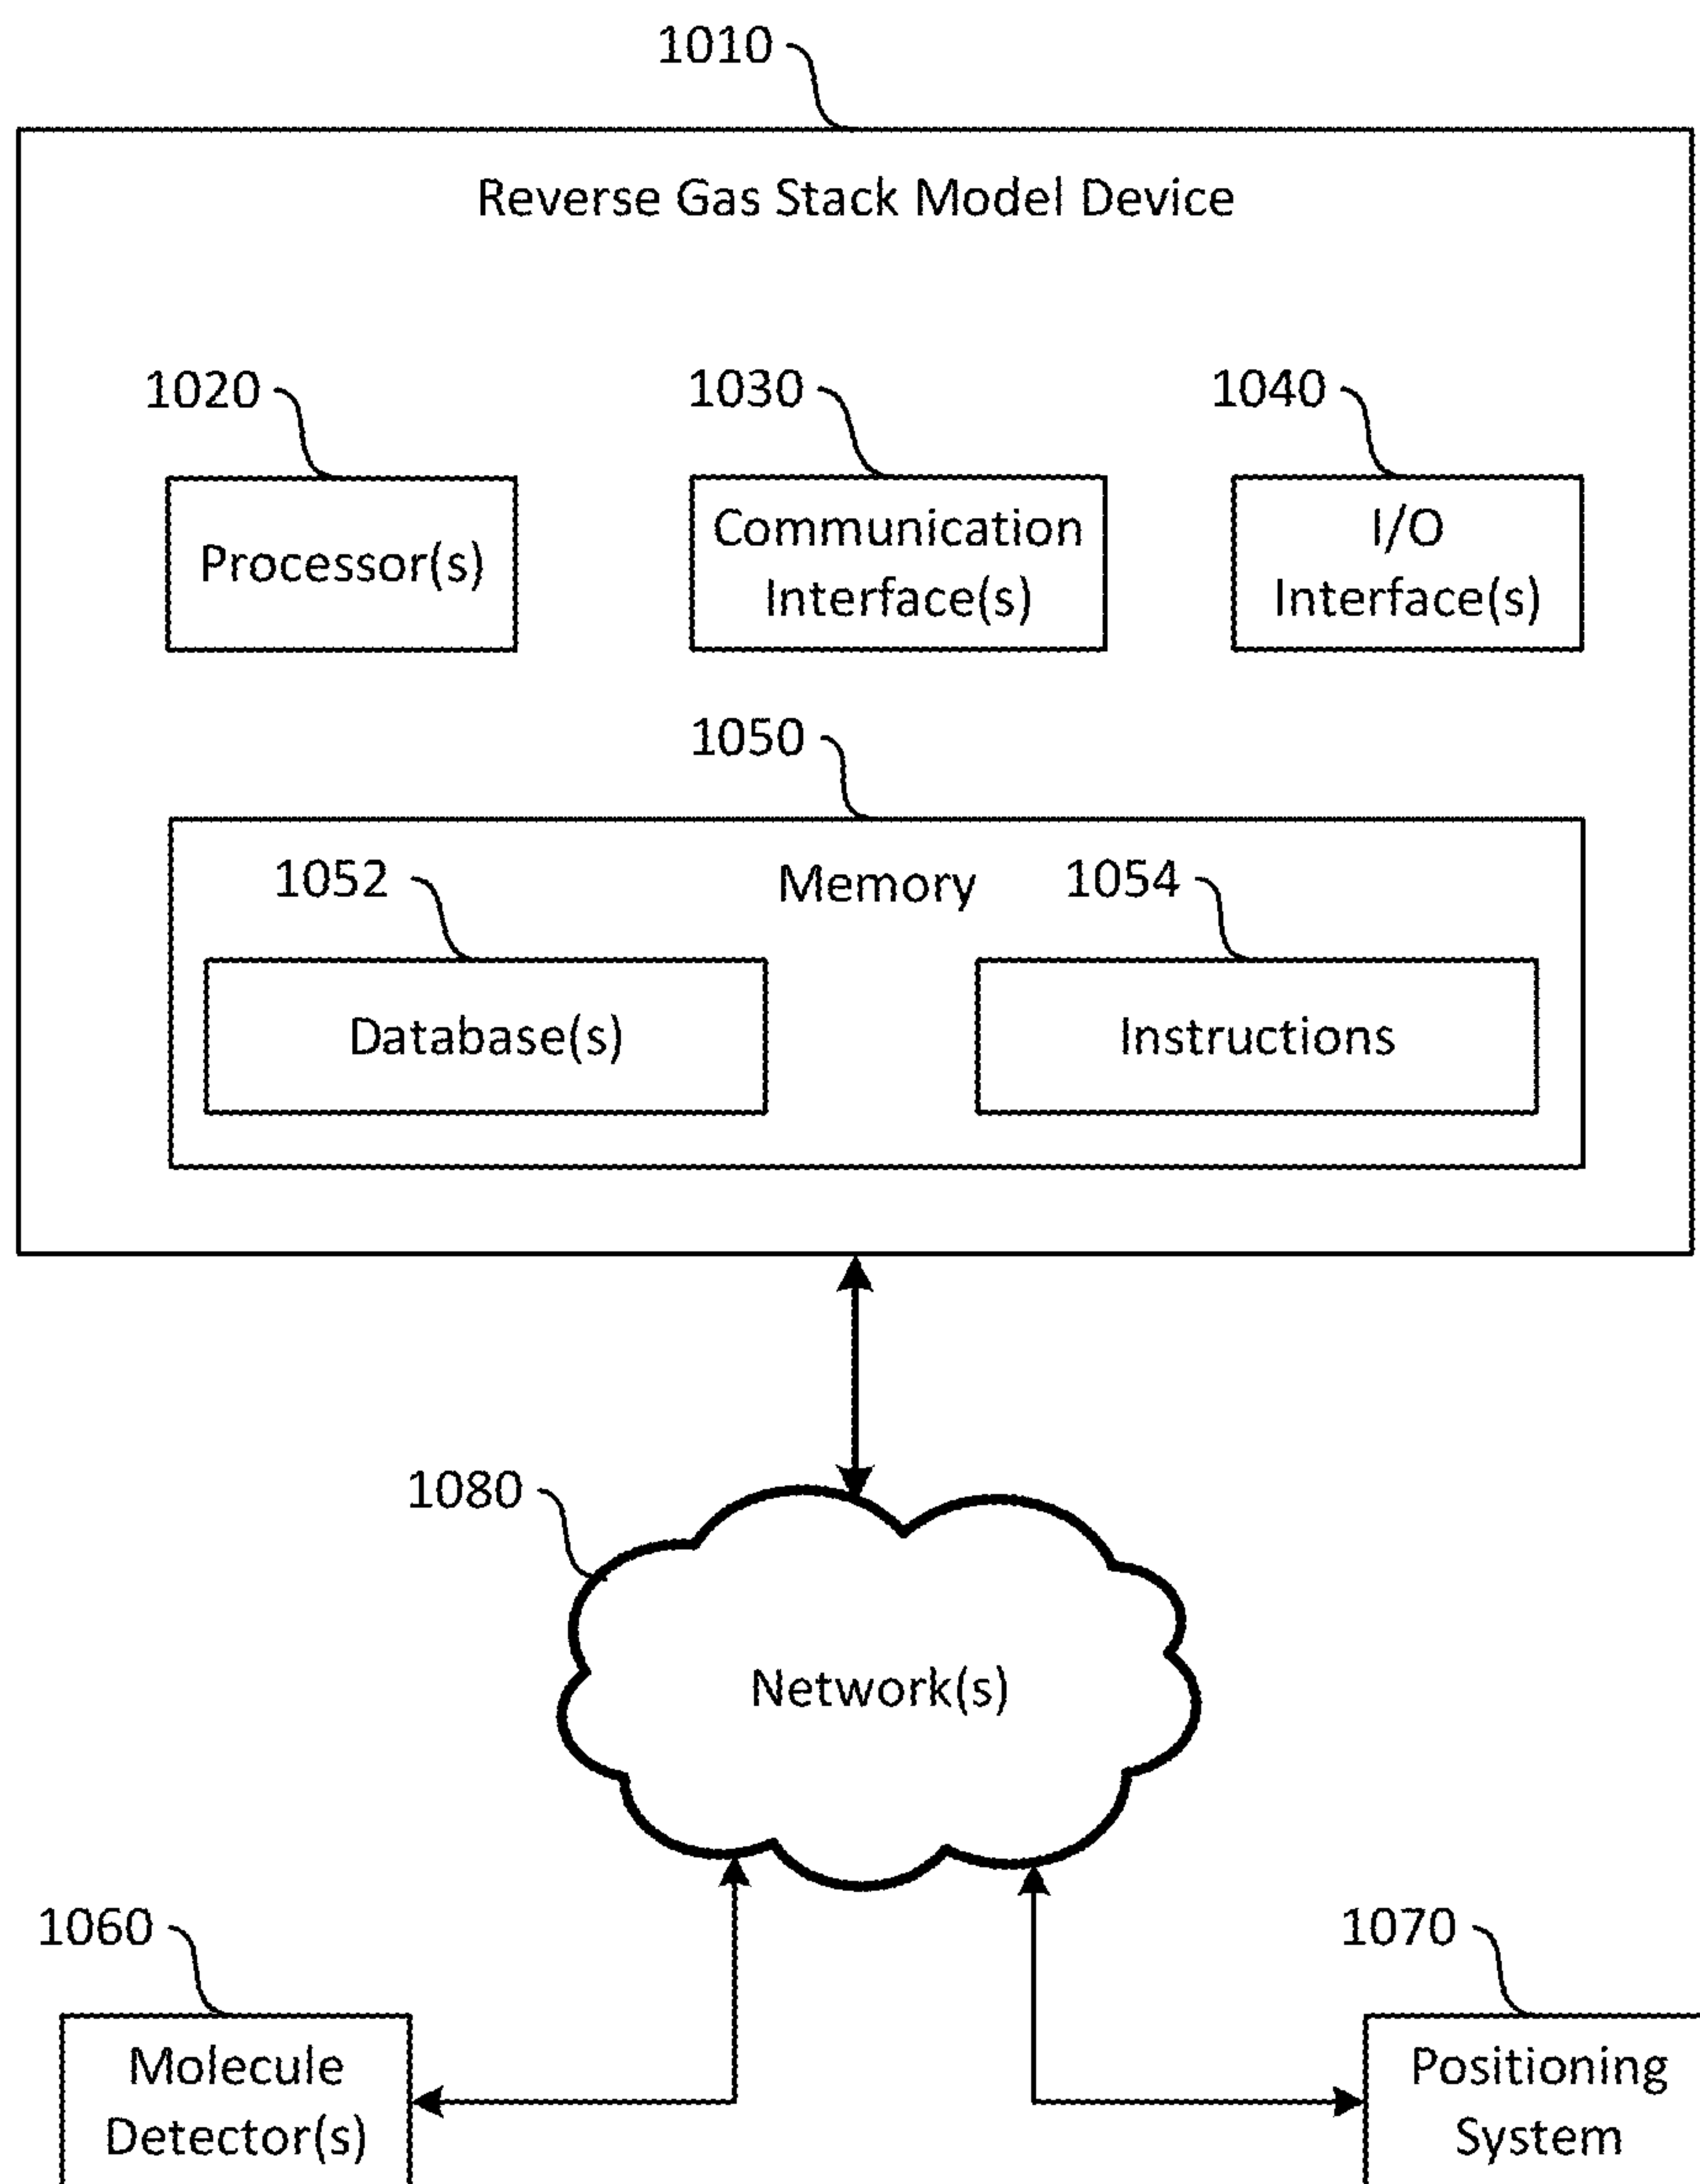 1010
Reverse Gas Stack Model Device
1020
1030
1040
Processor(s)
Communication
Interface(s)
I/O
Interface(s)
1050
1052
Memory
1054
Database(s)
Instructions
1080
Network(s)
1060
1070
Molecule
Detector(s)
Positioning
System